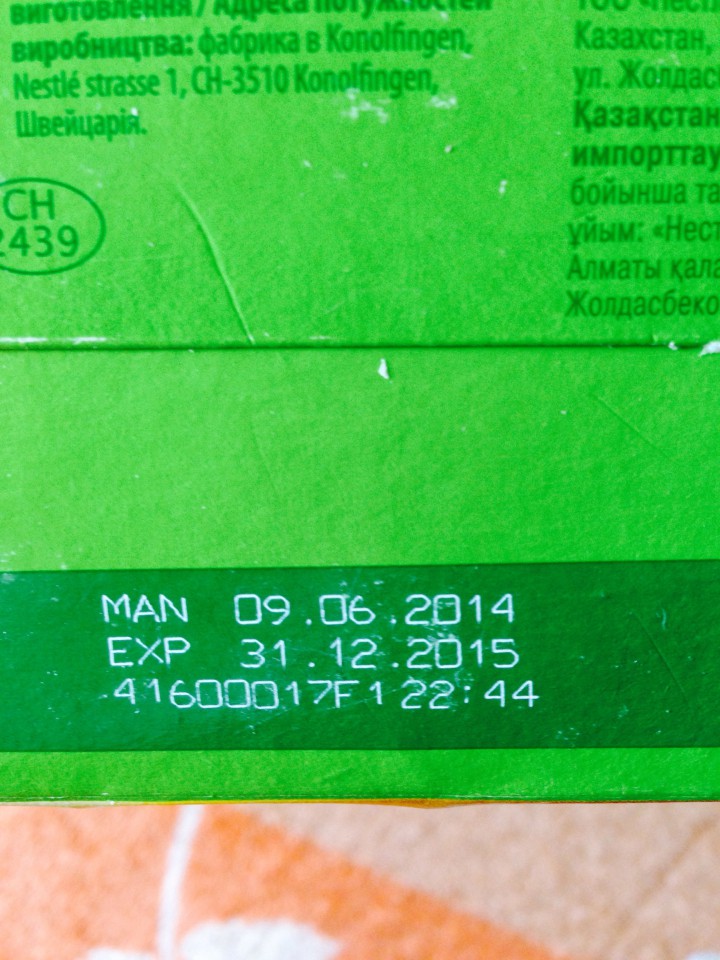 виготовлення / Адреса потужностей
виробництва: фабрика в Konolfingen,
Nestlé strasse 1, CH-3510 Konolfingen,
Швейцарія.
CH
2439
ТОО «Нест
Казахстан,
ул. Жолдас
Қазақстан
импорттау
бойынша та
ұйым: «Нест
Алматы қала
Жолдасбеко
MAN 09.06.2014
EXP 31.12.2015
41600017F1 22:44